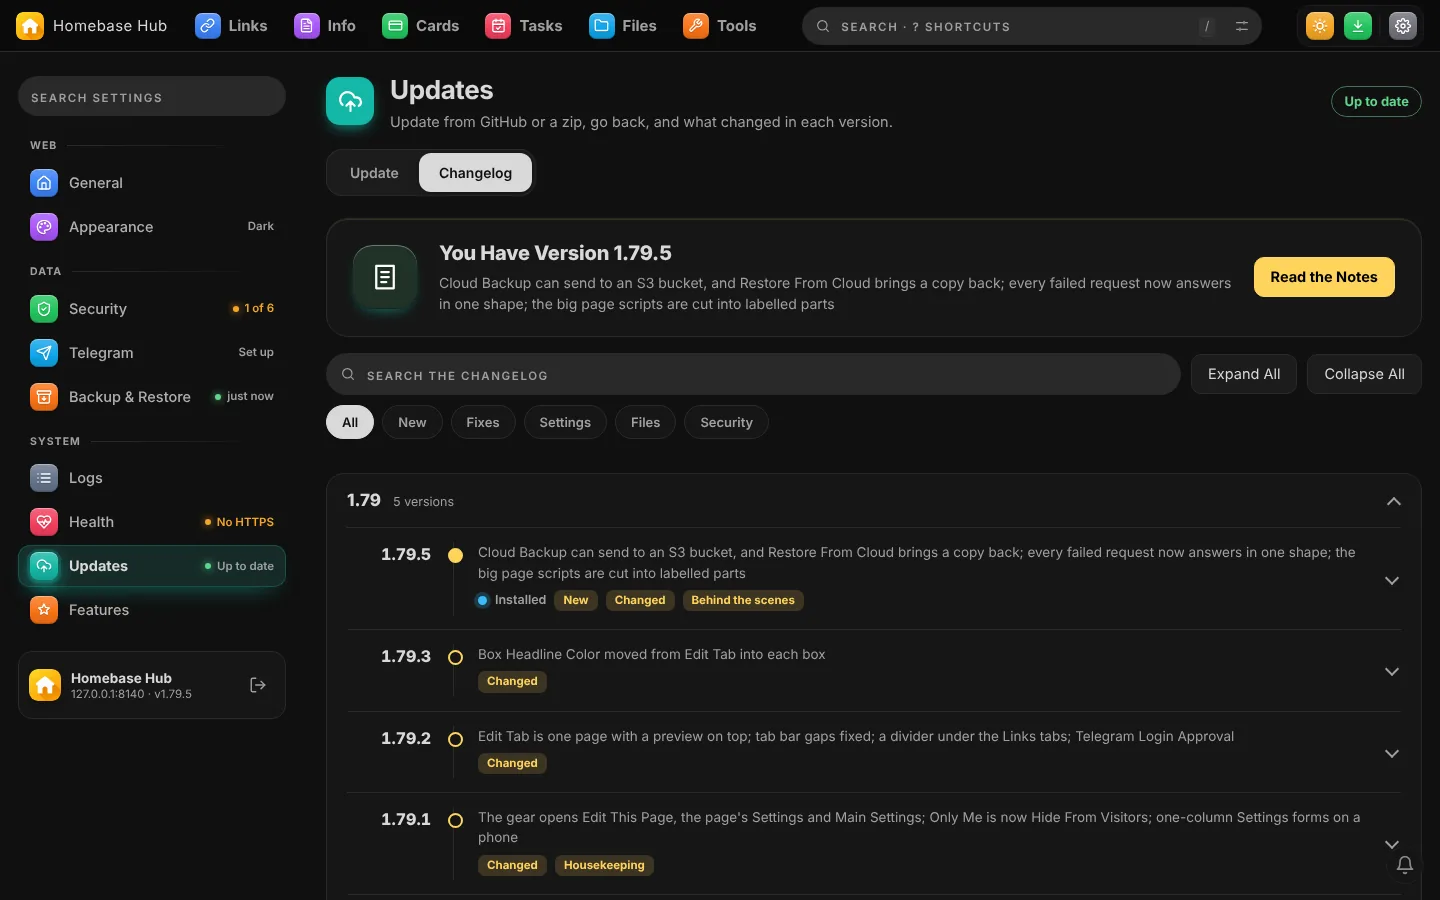 Homebase Hub
Links
Info
Cards
Tasks
Files
Tools
SEARCH · ? SHORTCUTS
/
SEARCH SETTINGS
WEB
General
Appearance
Dark
DATA
Security
1 of 6
Telegram
Set up
Backup & Restore
just now
SYSTEM
Logs
Health
No HTTPS
Updates
Up to date
Features
Homebase Hub
127.0.0.1:8140 · v1.79.5
Updates
Update from GitHub or a zip, go back, and what changed in each version.
Up to date
Update
Changelog
You Have Version 1.79.5
Cloud Backup can send to an S3 bucket, and Restore From Cloud brings a copy back; every failed request now answers
in one shape; the big page scripts are cut into labelled parts
Read the Notes
SEARCH THE CHANGELOG
Expand All
Collapse All
All
New
Fixes
Settings
Files
Security
1.79
5 versions
1.79.5
Cloud Backup can send to an S3 bucket, and Restore From Cloud brings a copy back; every failed request now answers in one shape; the
big page scripts are cut into labelled parts
Installed
New
Changed
Behind the scenes
1.79.3
Box Headline Color moved from Edit Tab into each box
Changed
1.79.2
Edit Tab is one page with a preview on top; tab bar gaps fixed; a divider under the Links tabs; Telegram Login Approval
Changed
1.79.1
The gear opens Edit This Page, the page's Settings and Main Settings; Only Me is now Hide From Visitors; one-column Settings forms on a
phone
Changed
Housekeeping